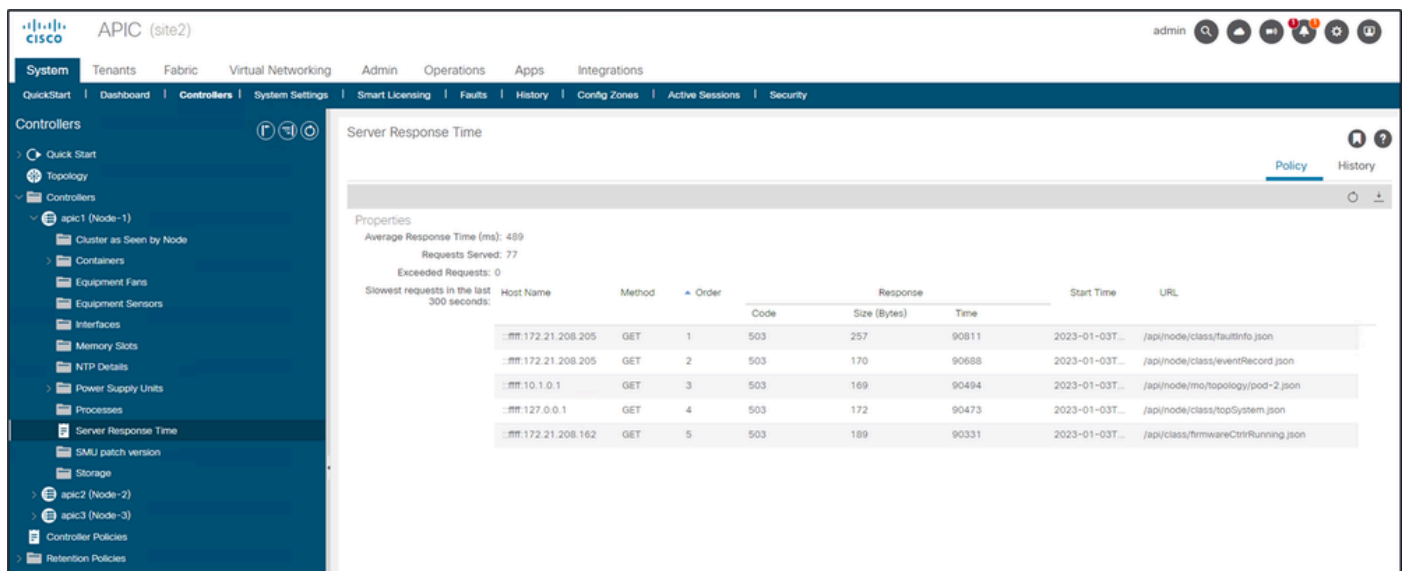 CISCO APIC (site2) admin
1 1
System Tenants Fabric Virtual Networking Admin Operations Apps Integrations
QuickStart | Dashboard | Controllers | System Settings | Smart Licensing | Faults | History | Config Zones | Active Sessions | Security
Controllers
Quick Start
Topology
Controllers
apic1 (Node-1)
Cluster as Seen by Node
Containers
Equipment Fans
Equipment Sensors
Interfaces
Memory Slots
NTP Details
Power Supply Units
Processes
Server Response Time
SMU patch version
Storage
apic2 (Node-2)
apic3 (Node-3)
Controller Policies
Retention Policies
Server Response Time
Policy History
Properties
Average Response Time (ms): 489
Requests Served: 77
Exceeded Requests: 0
Slowest requests in the last 300 seconds:
Host Name Method Order Response Start Time URL
Code Size (Bytes) Time
::ffff:172.21.208.205 GET 1 503 257 90811 2023-01-03T... /api/node/class/faultInfo.json
::ffff:172.21.208.205 GET 2 503 170 90688 2023-01-03T... /api/node/class/eventRecord.json
::ffff:10.1.0.1 GET 3 503 169 90494 2023-01-03T... /api/node/mo/topology/pod-2.json
::ffff:127.0.0.1 GET 4 503 172 90473 2023-01-03T... /api/node/class/topSystem.json
::ffff:172.21.208.162 GET 5 503 189 90331 2023-01-03T... /api/class/firmwareCtrlrRunning.json